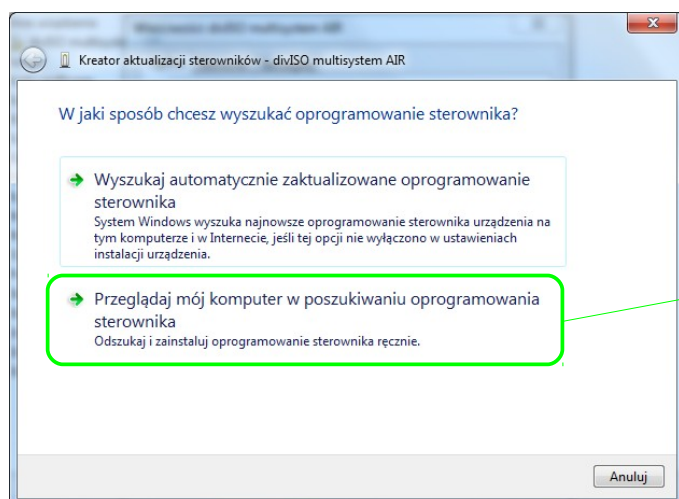 Kreator aktualizacji sterowników - divISO multisystem AIR
W jaki sposób chcesz wyszukać oprogramowanie sterownika?
Wyszukaj automatycznie zaktualizowane oprogramowanie
sterownika
System Windows wyszuka najnowsze oprogramowanie sterownika urządzenia na
tym komputerze i w Internecie, jeśli tej opcji nie wyłączono w ustawieniach
instalacji urządzenia.
Przeglądaj mój komputer w poszukiwaniu oprogramowania
sterownika
Odszukaj i zainstaluj oprogramowanie sterownika ręcznie.
Anuluj